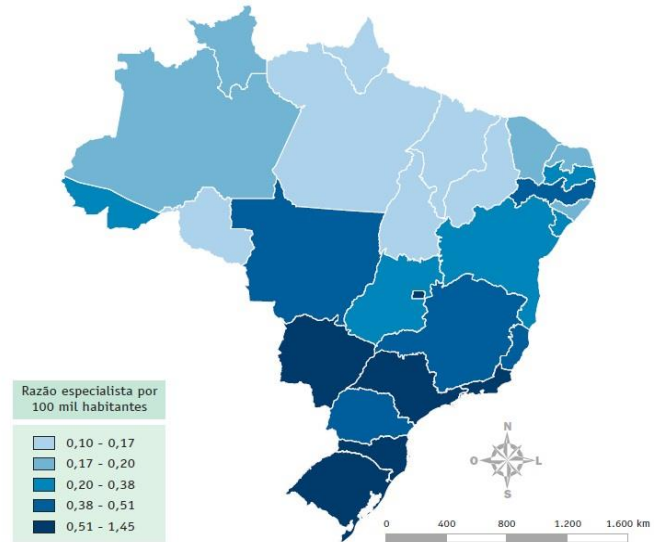 Razão especialista por
100 mil habitantes
0,10 - 0,17
0,17 - 0,20
0,20 - 0,38
0,38 - 0,51
0,51 - 1,45
N
O
L
S
0 400 800 1.200 1.600 km